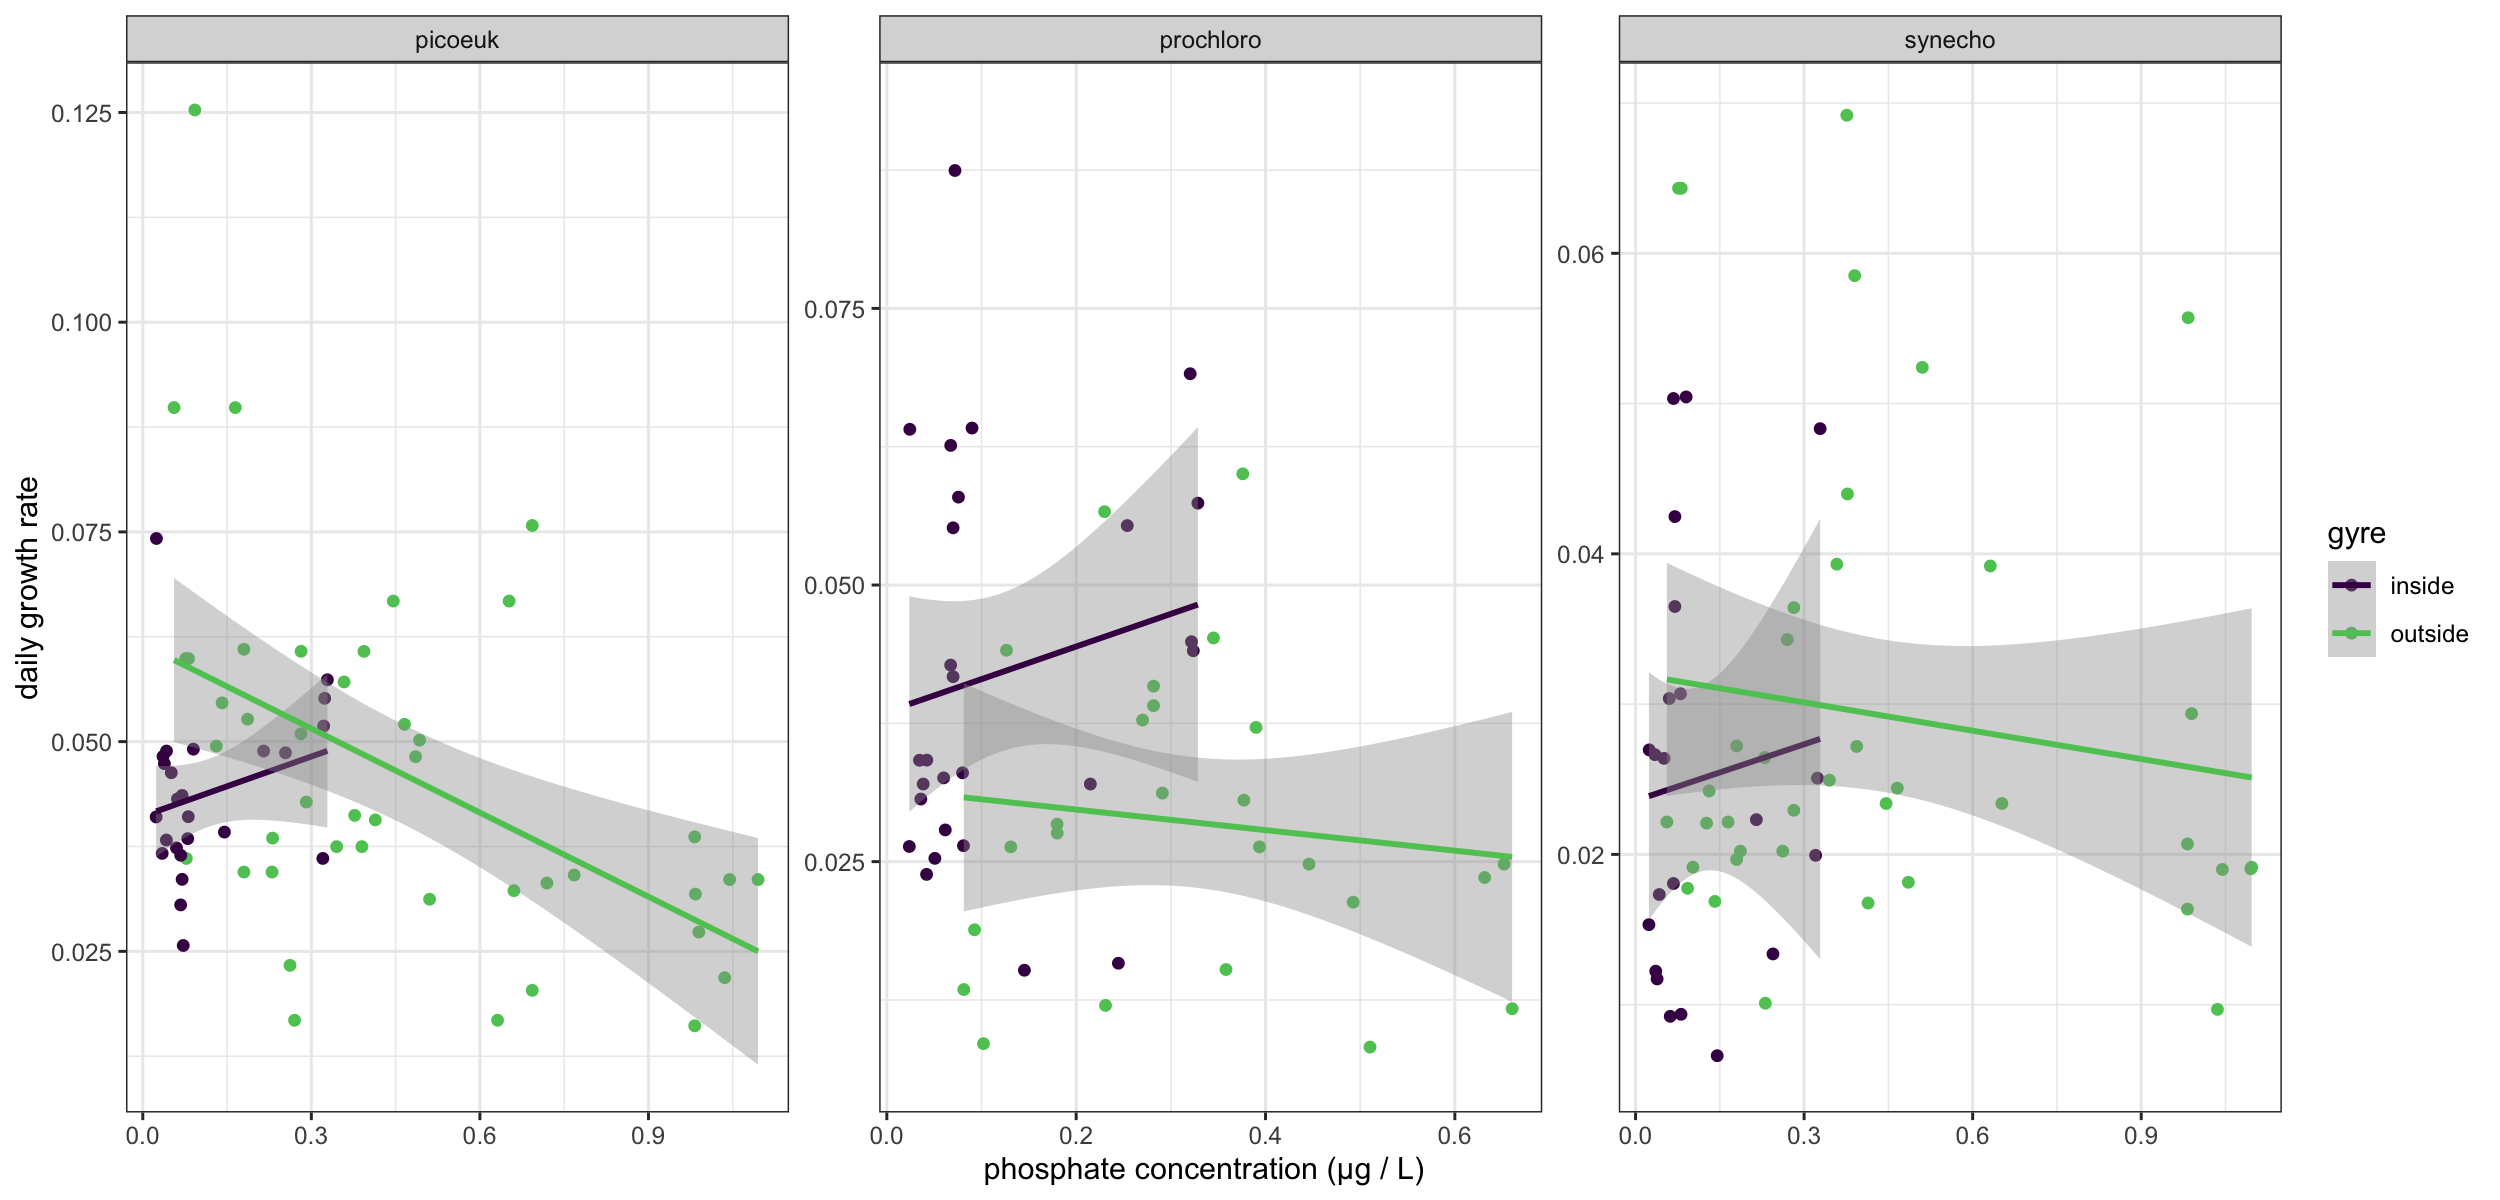 picoeuk
prochloro
synecho
daily growth rate
0.125
0.100
0.075
0.050
0.025
0.075
0.050
0.025
0.06
0.04
0.02
0.0 0.3 0.6 0.9
0.0 0.2 0.4 0.6
0.0 0.3 0.6 0.9
phosphate concentration (μg / L)
gyre
inside
outside